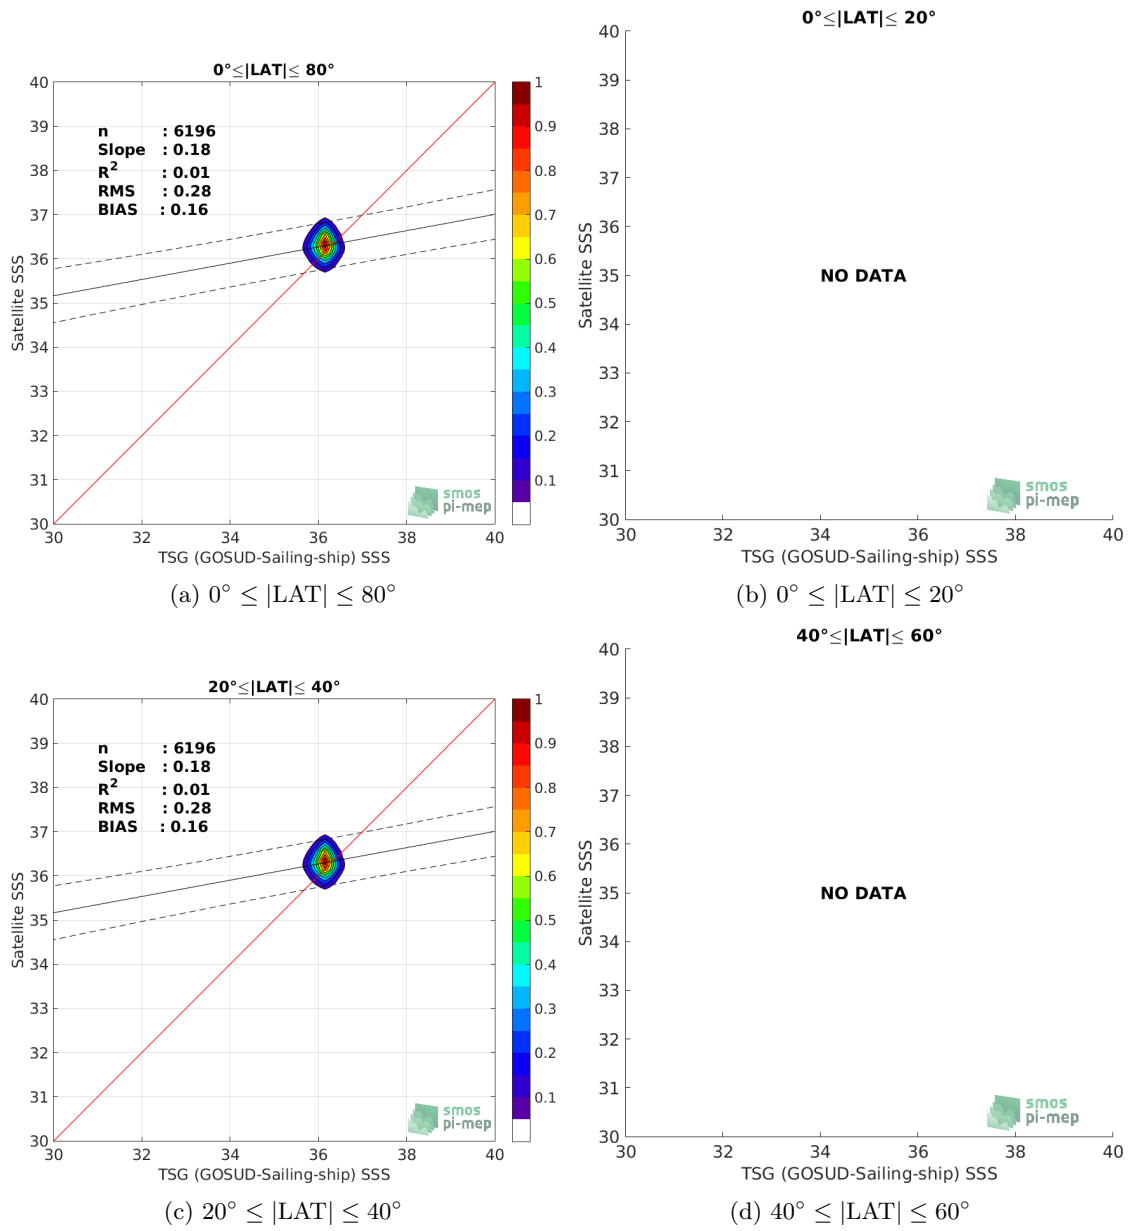 0°≤|LAT|≤ 80°
40
39
38
37
36
35
34
33
32
31
30
Satellite SSS
n : 6196
Slope : 0.18
R2 : 0.01
RMS : 0.28
BIAS : 0.16
smos
pi-mep
30 32 34 36 38 40
TSG (GOSUD-Sailing-ship) SSS
1
0.9
0.8
0.7
0.6
0.5
0.4
0.3
0.2
0.1
(a) 0° ≤ |LAT| ≤ 80°
0°≤|LAT|≤ 20°
40
39
38
37
36
35
34
33
32
31
30
Satellite SSS
NO DATA
smos
pi-mep
30 32 34 36 38 40
TSG (GOSUD-Sailing-ship) SSS
(b) 0° ≤ |LAT| ≤ 20°
20°≤|LAT|≤ 40°
40
39
38
37
36
35
34
33
32
31
30
Satellite SSS
n : 6196
Slope : 0.18
R2 : 0.01
RMS : 0.28
BIAS : 0.16
smos
pi-mep
30 32 34 36 38 40
TSG (GOSUD-Sailing-ship) SSS
1
0.9
0.8
0.7
0.6
0.5
0.4
0.3
0.2
0.1
(c) 20° ≤ |LAT| ≤ 40°
40°≤|LAT|≤ 60°
40
39
38
37
36
35
34
33
32
31
30
Satellite SSS
NO DATA
smos
pi-mep
30 32 34 36 38 40
TSG (GOSUD-Sailing-ship) SSS
(d) 40° ≤ |LAT| ≤ 60°